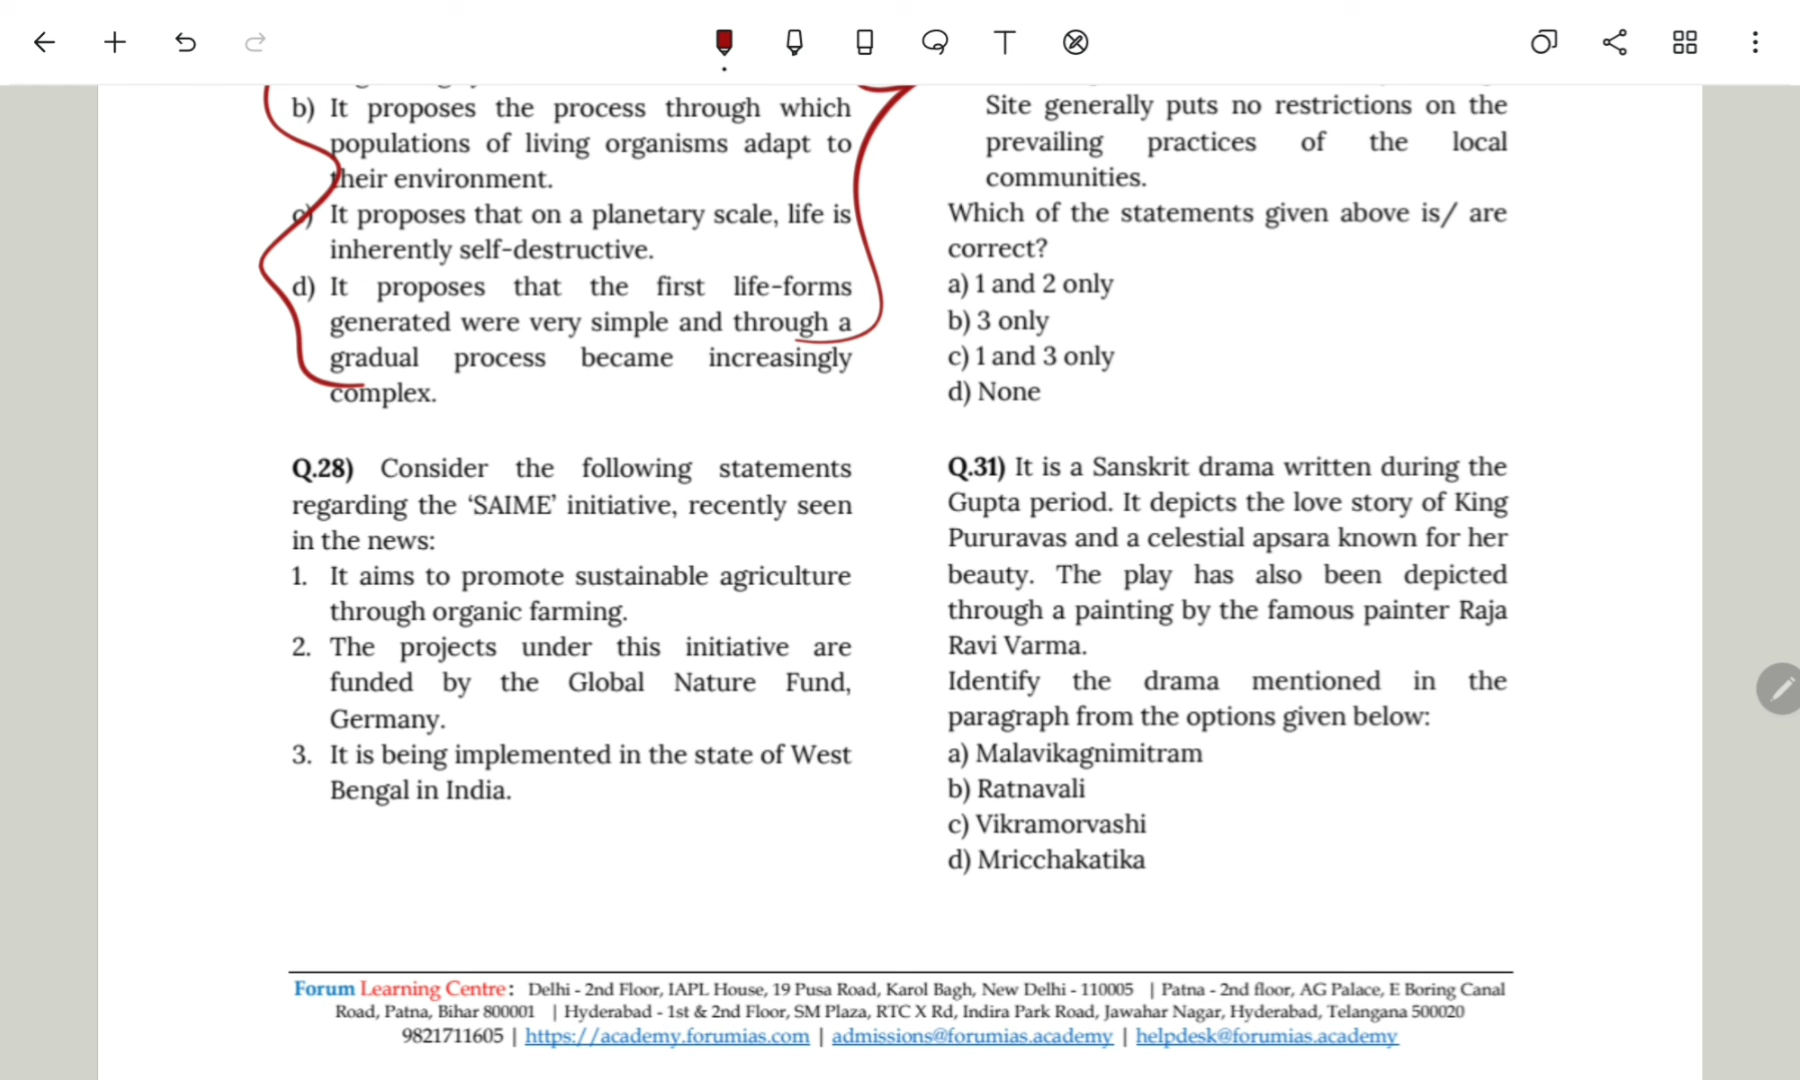 b) It proposes the process through which
populations of living organisms adapt to
their environment.
c) It proposes that on a planetary scale, life is
inherently self-destructive.
d) It proposes that the first life-forms
generated were very simple and through a
gradual process became increasingly
complex.
Q.28) Consider the following statements
regarding the ‘SAIME’ initiative, recently seen
in the news:
1. It aims to promote sustainable agriculture
through organic farming.
2. The projects under this initiative are
funded by the Global Nature Fund,
Germany.
3. It is being implemented in the state of West
Bengal in India.
Site generally puts no restrictions on the
prevailing practices of the local
communities.
Which of the statements given above is/ are
correct?
a) 1 and 2 only
b) 3 only
c) 1 and 3 only
d) None
Q.31) It is a Sanskrit drama written during the
Gupta period. It depicts the love story of King
Pururavas and a celestial apsara known for her
beauty. The play has also been depicted
through a painting by the famous painter Raja
Ravi Varma.
Identify the drama mentioned in the
paragraph from the options given below:
a) Malavikagnimitram
b) Ratnavali
c) Vikramorvashi
d) Mricchakatika
Forum Learning Centre: Delhi - 2nd Floor, IAPL House, 19 Pusa Road, Karol Bagh, New Delhi - 110005 | Patna - 2nd floor, AG Palace, E Boring Canal
Road, Patna, Bihar 800001 | Hyderabad - 1st & 2nd Floor, SM Plaza, RTC X Rd, Indira Park Road, Jawahar Nagar, Hyderabad, Telangana 500020
9821711605 | https://academy.forumias.com | admissions@forumias.academy | helpdesk@forumias.academy